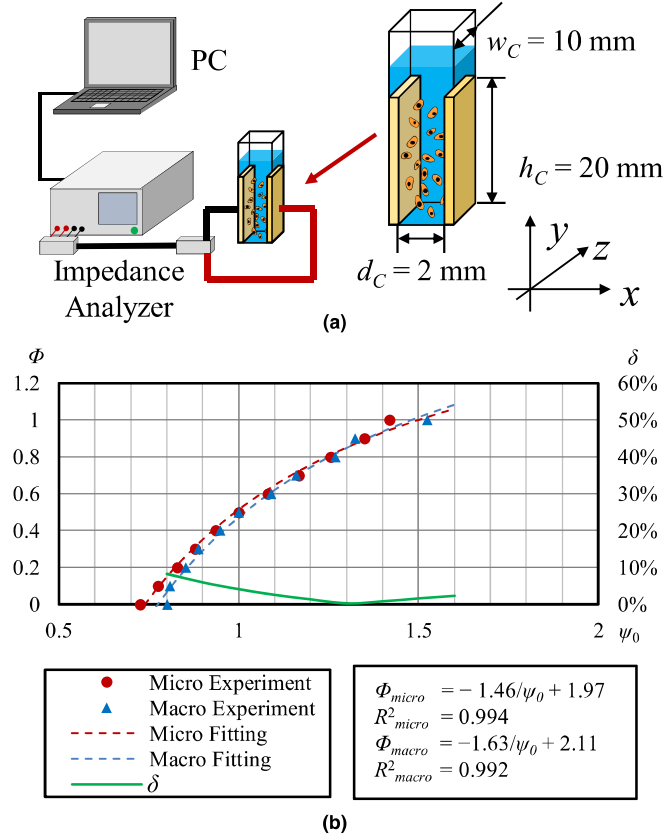 PC
w_C = 10 mm
h_C = 20 mm
Impedance
Analyzer
d_C = 2 mm
y
z
x
(a)
Φ δ
1.2 60%
1 50%
0.8 40%
0.6 30%
0.4 20%
0.2 10%
0 0%
0.5 1 1.5 ψ₀ 2
Micro Experiment
Macro Experiment
Micro Fitting
Macro Fitting
δ
Φ_micro = − 1.46/ψ₀ + 1.97
R²_micro = 0.994
Φ_macro = −1.63/ψ₀ + 2.11
R²_macro = 0.992
(b)